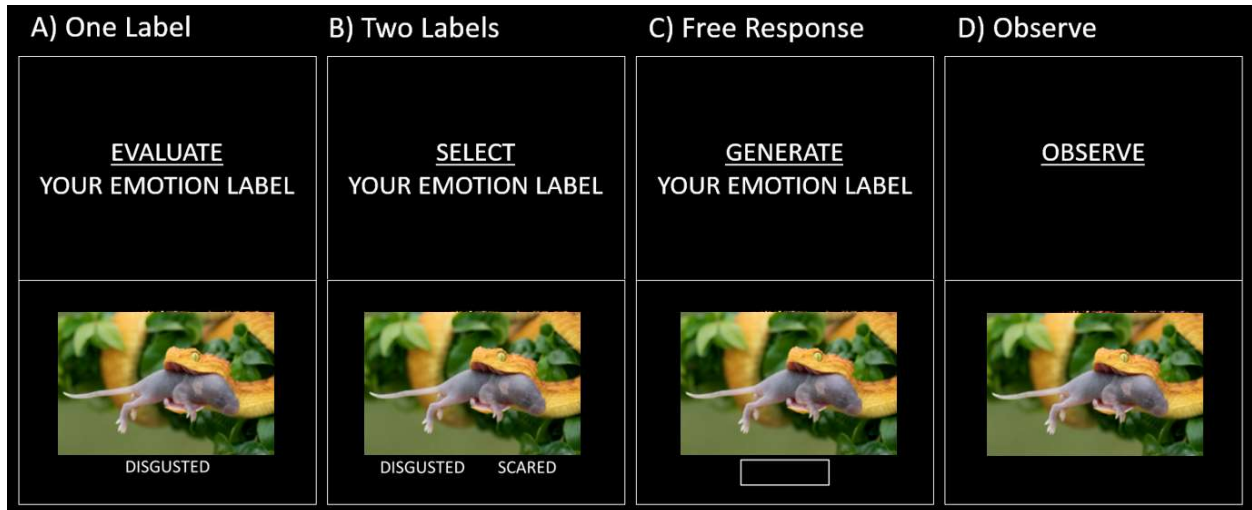 A) One Label
B) Two Labels
C) Free Response
D) Observe
EVALUATE
YOUR EMOTION LABEL
SELECT
YOUR EMOTION LABEL
GENERATE
YOUR EMOTION LABEL
OBSERVE
DISGUSTED
DISGUSTED SCARED